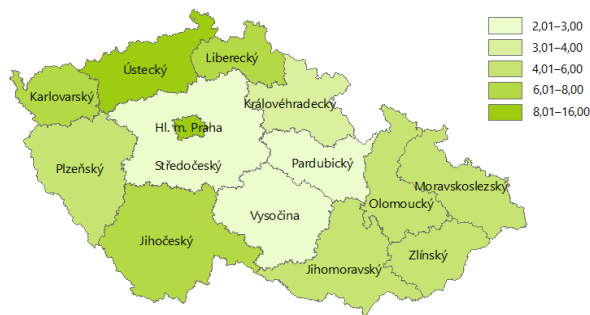 2,01–3,00
3,01–4,00
4,01–6,00
6,01–8,00
8,01–16,00
Ústecký
Liberecký
Karlovarský
Královéhradecký
Hl. m. Praha
Plzeňský
Středočeský
Pardubický
Moravskoslezský
Olomoucký
Vysočina
Jihočeský
Jihomoravský
Zlínský